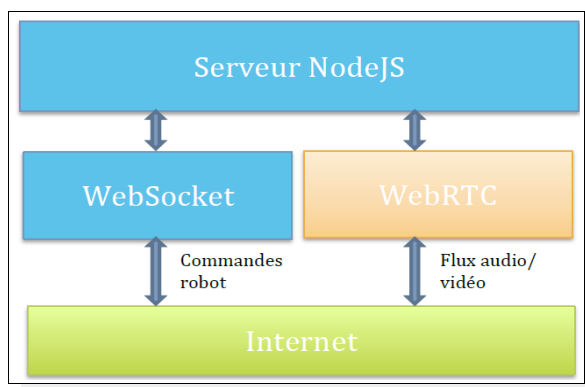 Serveur NodeJS
WebSocket
WebRTC
Commandes
robot
Flux audio/
vidéo
Internet